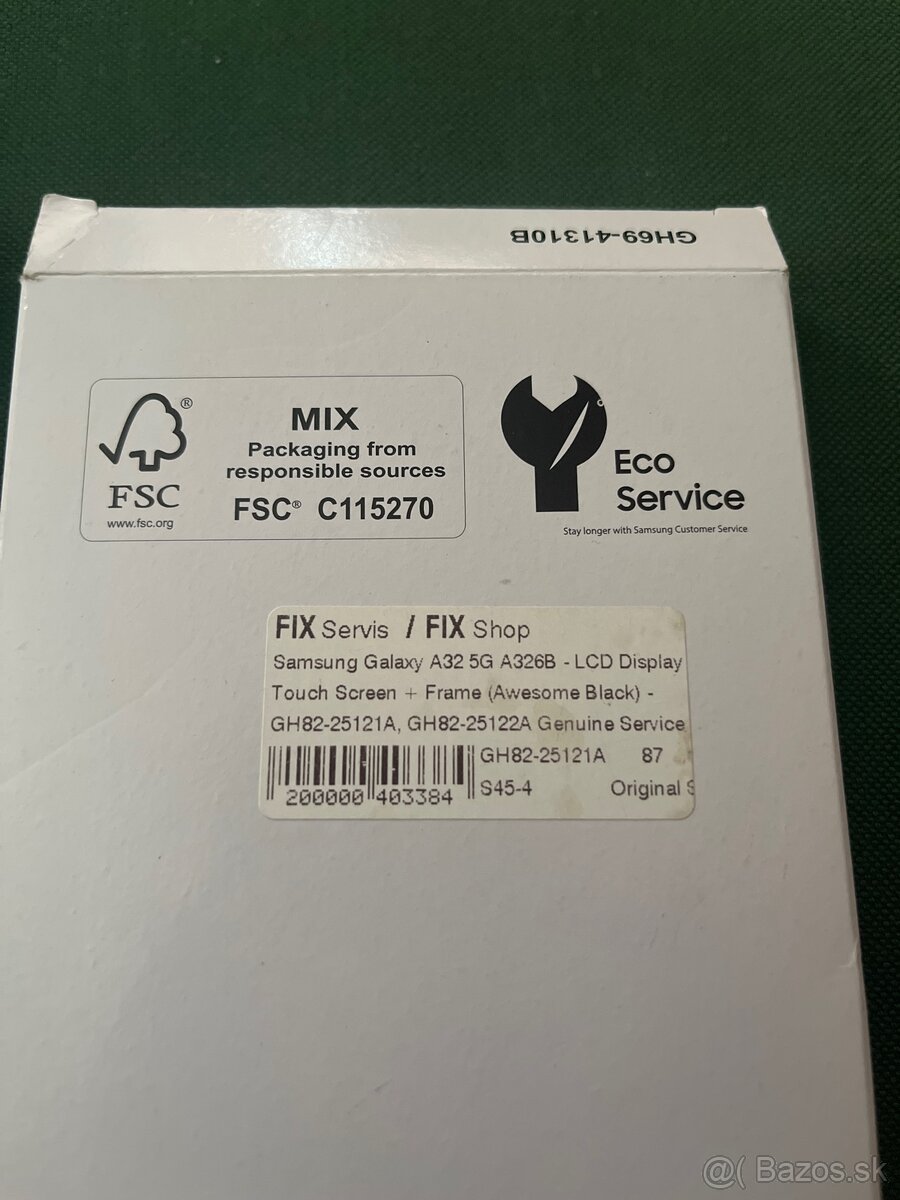 GH69-41310B
MIX
Packaging from
responsible sources
FSC® C115270
®
FSC
www.fsc.org
Eco
Service
Stay longer with Samsung Customer Service
FIX Servis / FIX Shop
Samsung Galaxy A32 5G A326B - LCD Display
Touch Screen + Frame (Awesome Black) -
GH82-25121A, GH82-25122A Genuine Service
GH82-25121A 87
200000 403384 S45-4 Original S
@( Bazos.sk